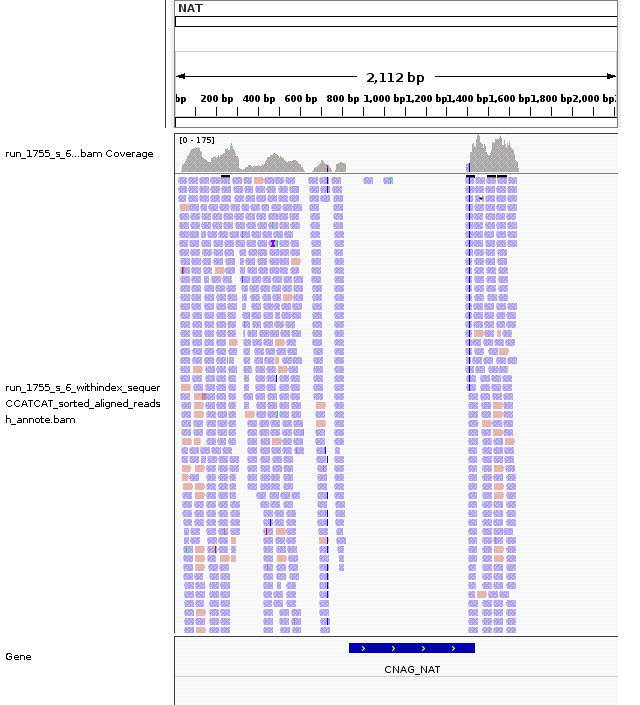 NAT
2,112 bp
bp 200 bp 400 bp 600 bp 800 bp 1,000 bp 1,200 bp 1,400 bp 1,600 bp 1,800 bp 2,000 bp
[0 - 175]
run_1755_s_6...bam Coverage
run_1755_s_6_withindex_sequer
CCATCAT_sorted_aligned_reads
h_annote.bam
Gene
CNAG_NAT